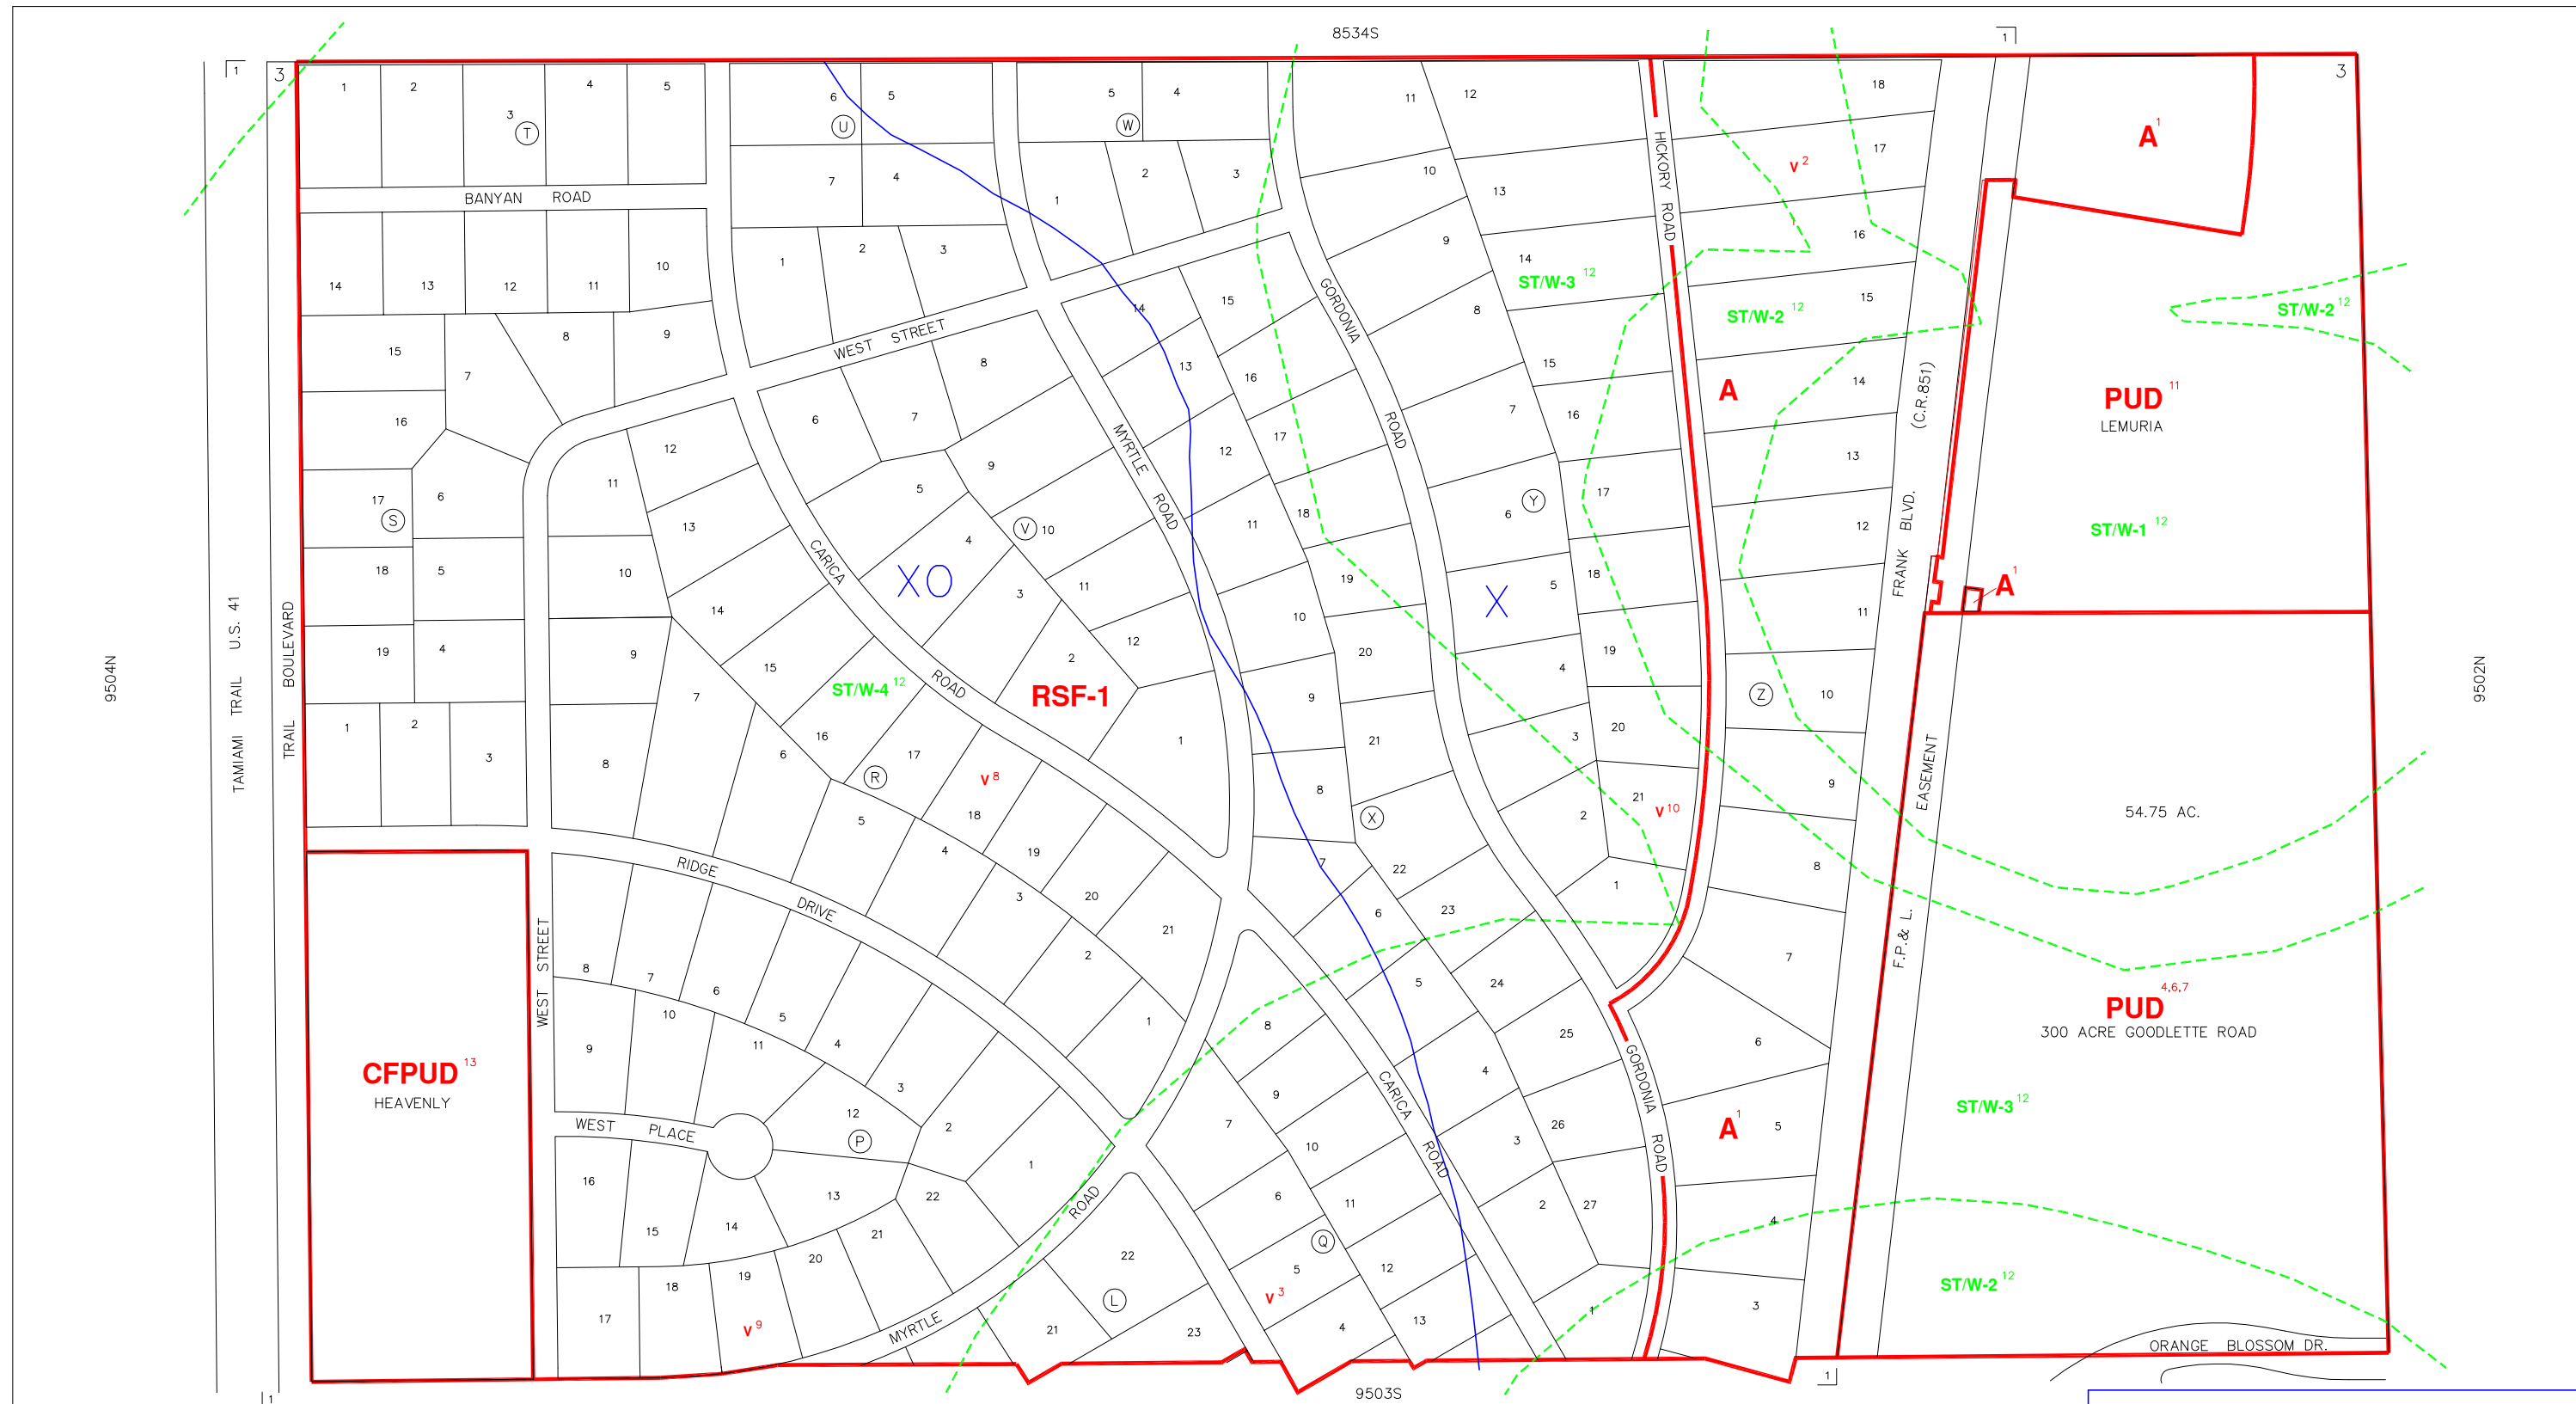 8534S
1
1
3
3
1 2 3 4 5
T
6 5
U
7 4
5 4
W
1 2 3
11 12
10
13
9
14
8
18
17
V 2
16
15
A 1
BANYAN ROAD
HICKORY ROAD
14 13 12 11 10
1 2 3
ST/W-3 12
ST/W-2 12
ST/W-2 12
15
16
7
8
9
WEST STREET
14
15
13
16
GORDONIA
ROAD
15
7
16
A
14
13
(C.R.851)
FRANK BLVD.
PUD 11
LEMURIA
ST/W-1 12
A 1
6
7
8
12
11
13
5
9
MYRTLE
ROAD
12
17
11
18
17
S
6
18
5
19
4
10
9
14
15
CARICA
ROAD
XO
4
V 10
3
11
12
2
RSF-1
10
19
20
9
21
6
Y
X
5
17
18
4
19
3
20
12
11
Z
10
9
TAMIAMI TRAIL U.S. 41
TRAIL BOULEVARD
9504N
9502N
ST/W-4 12
1 2 3
8
7
6
16
R
17
V 8
18
1
8
X
2
21
V 10
1
EASEMENT
F.P.& L.
54.75 AC.
5
4
19
3
20
2
21
1
RIDGE
DRIVE
7
22
6
23
5
24
25
8
7
6
8
7
6
5
4
3
2
1
WEST STREET
9
10
11
12
P
WEST PLACE
CFPUD 13
HEAVENLY
PUD 4,6,7
300 ACRE GOODLETTE ROAD
ST/W-3 12
8
9
7
10
6
11
CARICA
ROAD
4
3
26
2
27
GORDONIA
ROAD
A 1
5
4
3
16
15
14
13
22
21
20
19
V 9
18
17
MYRTLE
ROAD
22
L
21
23
5
V 3
Q
12
4
13
1
ST/W-2 12
ORANGE BLOSSOM DR.
1
1
9503S